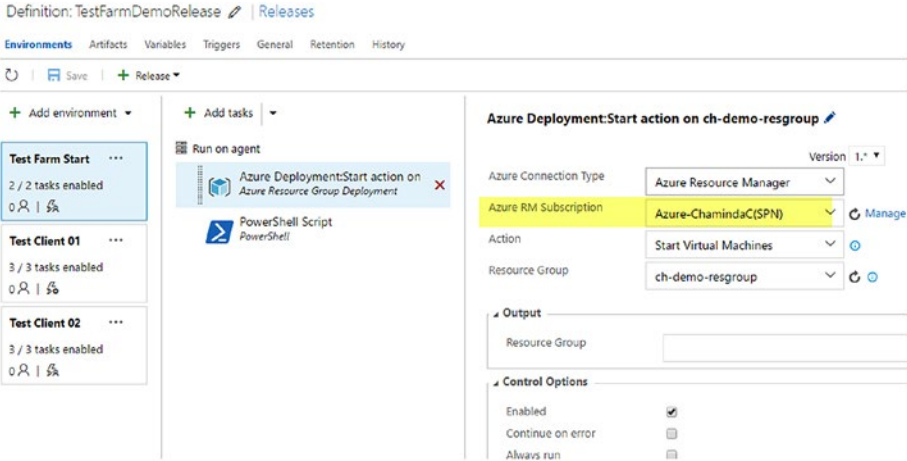 Definition: TestFarmDemoRelease | Releases
Environments Artifacts Variables Triggers General Retention History
Save | + Release
+ Add environment
Test Farm Start ...
2 / 2 tasks enabled
0 |
Test Client 01 ...
3 / 3 tasks enabled
0 |
Test Client 02 ...
3 / 3 tasks enabled
0 |
+ Add tasks
Run on agent
Azure Deployment:Start action on
Azure Resource Group Deployment
PowerShell Script
PowerShell
Azure Deployment:Start action on ch-demo-resgroup
Version 1.*
Azure Connection Type Azure Resource Manager
Azure RM Subscription Azure-ChamindaC(SPN) Manage
Action Start Virtual Machines
Resource Group ch-demo-resgroup
Output
Resource Group
Control Options
Enabled
Continue on error
Always run